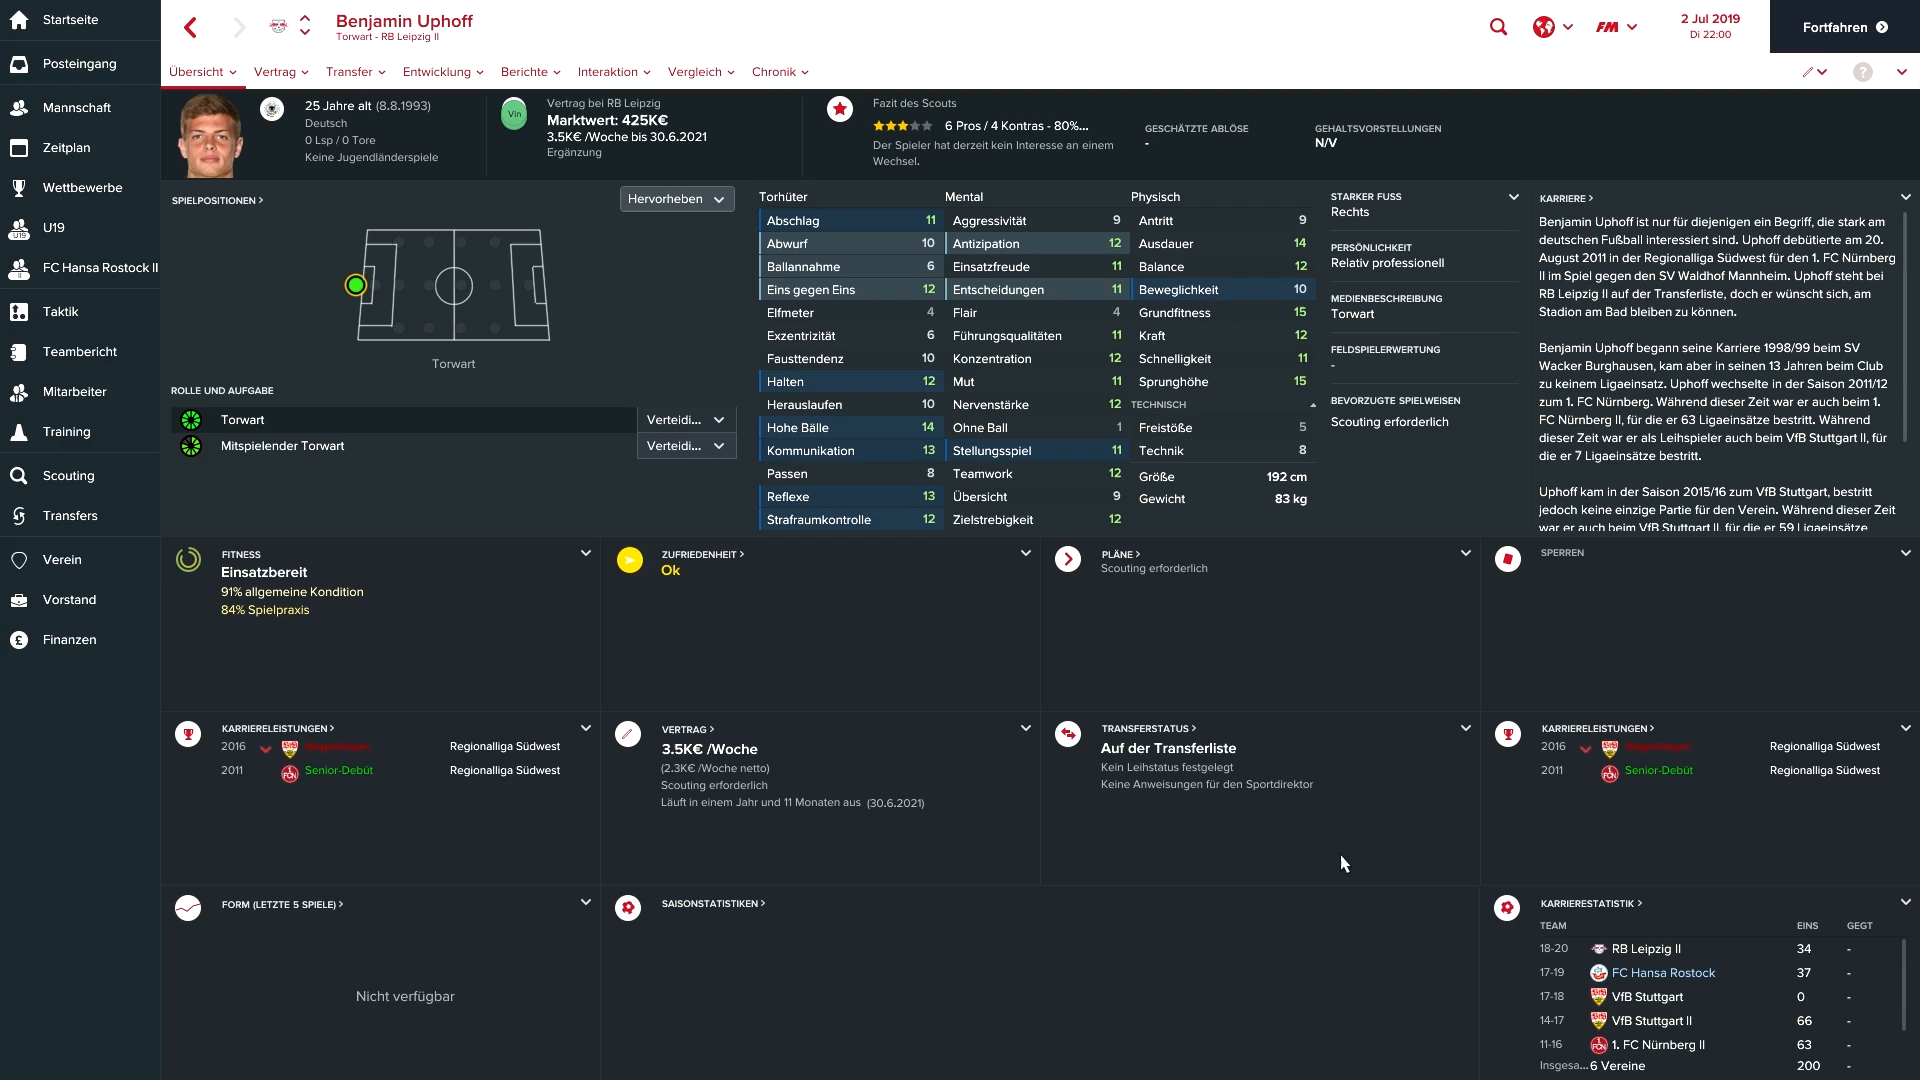 Startseite
Posteingang
Mannschaft
Zeitplan
Wettbewerbe
U19
FC Hansa Rostock II
Taktik
Teambericht
Mitarbeiter
Training
Scouting
Transfers
Verein
Vorstand
Finanzen
Benjamin Uphoff
Torwart - RB Leipzig II
FM
2 Jul 2019
Di 22:00
Fortfahren
Übersicht Vertrag Transfer Entwicklung Berichte Interaktion Vergleich Chronik
25 Jahre alt (8.8.1993)
Deutsch
0 Lsp / 0 Tore
Keine Jugendländerspiele
Vin
Vertrag bei RB Leipzig
Marktwert: 425K€
3.5K€ /Woche bis 30.6.2021
Ergänzung
Fazit des Scouts
6 Pros / 4 Kontras - 80%...
Der Spieler hat derzeit kein Interesse an einem
Wechsel.
GESCHÄTZTE ABLÖSE
-
GEHALTSVORSTELLUNGEN
N/V
SPIELPOSITIONEN >
Hervorheben
Torwart
ROLLE UND AUFGABE
Torwart Verteidi...
Mitspielender Torwart Verteidi...
Torhüter
Abschlag 11
Abwurf 10
Ballannahme 6
Eins gegen Eins 12
Elfmeter 4
Exzentrizität 6
Fausttendenz 10
Halten 12
Herauslaufen 10
Hohe Bälle 14
Kommunikation 13
Passen 8
Reflexe 13
Strafraumkontrolle 12
Mental
Aggressivität 9
Antizipation 12
Einsatzfreude 11
Entscheidungen 11
Flair 4
Führungsqualitäten 11
Konzentration 12
Mut 11
Nervenstärke 12
Ohne Ball 1
Stellungsspiel 11
Teamwork 12
Übersicht 9
Zielstrebigkeit 12
Physisch
Antritt 9
Ausdauer 14
Balance 12
Beweglichkeit 10
Grundfitness 15
Kraft 12
Schnelligkeit 11
Sprunghöhe 15
TECHNISCH
Freistöße 5
Technik 8
Größe 192 cm
Gewicht 83 kg
STARKER FUSS
Rechts
PERSÖNLICHKEIT
Relativ professionell
MEDIENBESCHREIBUNG
Torwart
FELDSPIELERWERTUNG
-
BEVORZUGTE SPIELWEISEN
Scouting erforderlich
KARRIERE >
Benjamin Uphoff ist nur für diejenigen ein Begriff, die stark am
deutschen Fußball interessiert sind. Uphoff debütierte am 20.
August 2011 in der Regionalliga Südwest für den 1. FC Nürnberg
II im Spiel gegen den SV Waldhof Mannheim. Uphoff steht bei
RB Leipzig II auf der Transferliste, doch er wünscht sich, am
Stadion am Bad bleiben zu können.
Benjamin Uphoff begann seine Karriere 1998/99 beim SV
Wacker Burghausen, kam aber in seinen 13 Jahren beim Club
zu keinem Ligaeinsatz. Uphoff wechselte in der Saison 2011/12
zum 1. FC Nürnberg. Während dieser Zeit war er auch beim 1.
FC Nürnberg II, für die er 63 Ligaeinsätze bestritt. Während
dieser Zeit war er als Leihspieler auch beim VfB Stuttgart II, für
die er 7 Ligaeinsätze bestritt.
Uphoff kam in der Saison 2015/16 zum VfB Stuttgart, bestritt
jedoch keine einzige Partie für den Verein. Während dieser Zeit
war er auch beim VfB Stuttgart II, für die er 59 Ligaeinsätze
FITNESS
Einsatzbereit
91% allgemeine Kondition
84% Spielpraxis
ZUFRIEDENHEIT >
Ok
PLÄNE >
Scouting erforderlich
SPERREN
KARRIERELEISTUNGEN >
2016 Regionalliga Südwest
2011 Senior-Debüt Regionalliga Südwest
VERTRAG >
3.5K€ /Woche
(2.3K€ /Woche netto)
Scouting erforderlich
Läuft in einem Jahr und 11 Monaten aus (30.6.2021)
TRANSFERSTATUS >
Auf der Transferliste
Kein Leihstatus festgelegt
Keine Anweisungen für den Sportdirektor
KARRIERELEISTUNGEN >
2016 Regionalliga Südwest
2011 Senior-Debüt Regionalliga Südwest
FORM (LETZTE 5 SPIELE) >
Nicht verfügbar
SAISONSTATISTIKEN >
KARRIERESTATISTIK >
TEAM EINS GEGT
18-20 RB Leipzig II 34 -
17-19 FC Hansa Rostock 37 -
17-18 VfB Stuttgart 0 -
14-17 VfB Stuttgart II 66 -
11-16 1. FC Nürnberg II 63 -
Insgesa... 6 Vereine 200 -